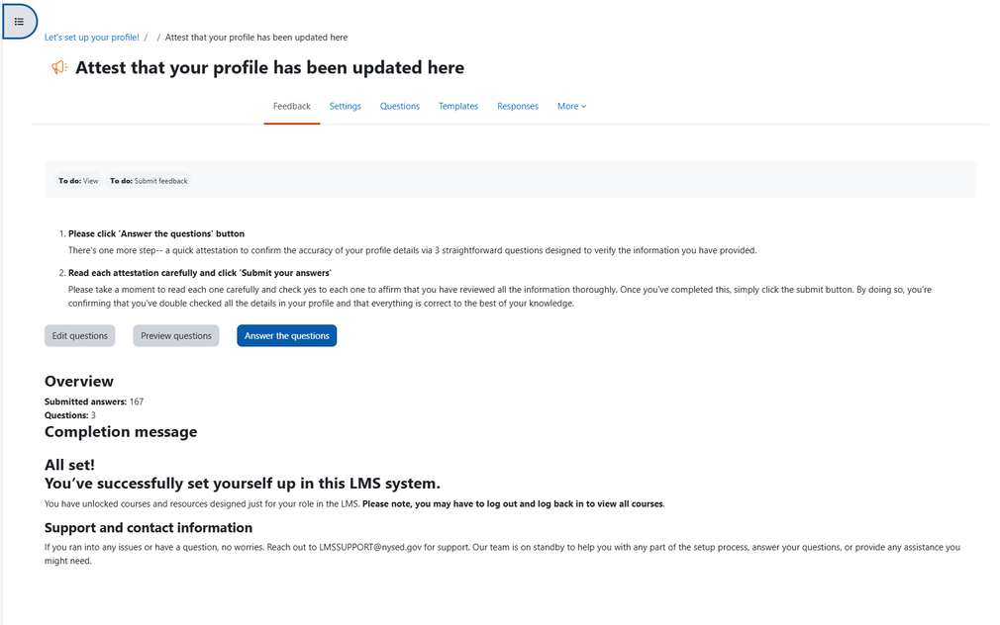 Let's set up your profile! / / Attest that your profile has been updated here
Attest that your profile has been updated here
Feedback Settings Questions Templates Responses More
To do: View To do: Submit feedback
1. Please click 'Answer the questions' button
There's one more step-- a quick attestation to confirm the accuracy of your profile details via 3 straightforward questions designed to verify the information you have provided.
2. Read each attestation carefully and click 'Submit your answers'
Please take a moment to read each one carefully and check yes to each one to affirm that you have reviewed all the information thoroughly. Once you've completed this, simply click the submit button. By doing so, you're
confirming that you've double checked all the details in your profile and that everything is correct to the best of your knowledge.
Edit questions Preview questions Answer the questions
Overview
Submitted answers: 167
Questions: 3
Completion message
All set!
You've successfully set yourself up in this LMS system.
You have unlocked courses and resources designed just for your role in the LMS. Please note, you may have to log out and log back in to view all courses.
Support and contact information
If you ran into any issues or have a question, no worries. Reach out to LMSSUPPORT@nysed.gov for support. Our team is on standby to help you with any part of the setup process, answer your questions, or provide any assistance you
might need.